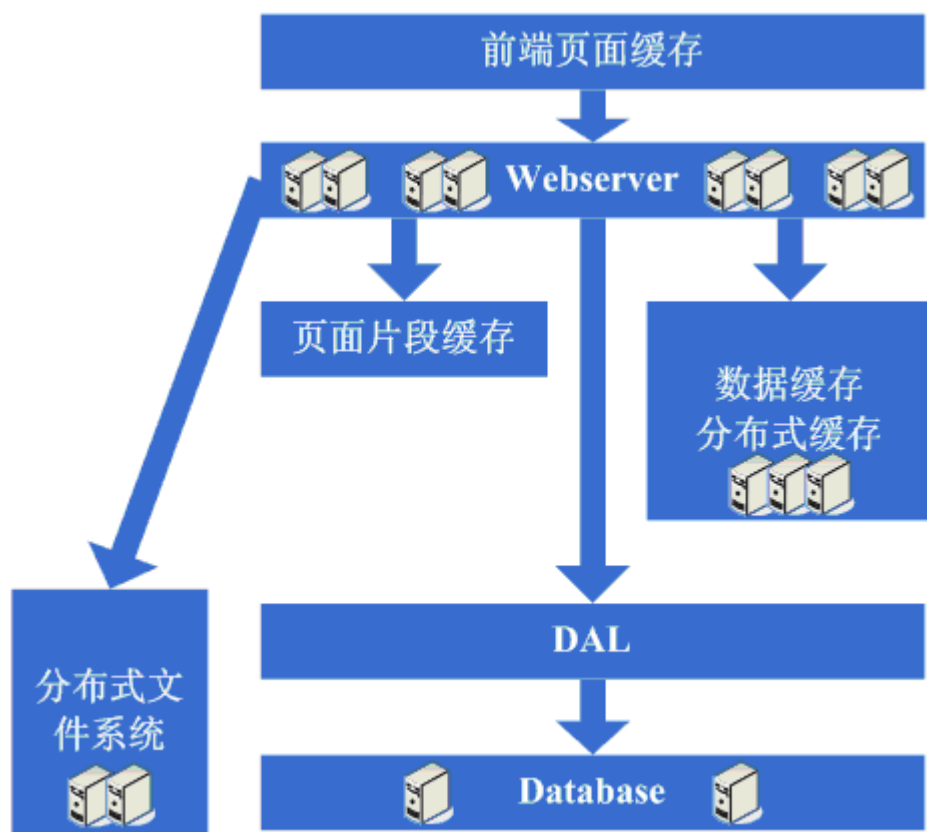 前端页面缓存
Webserver
页面片段缓存
数据缓存
分布式缓存
DAL
分布式文
件系统
Database